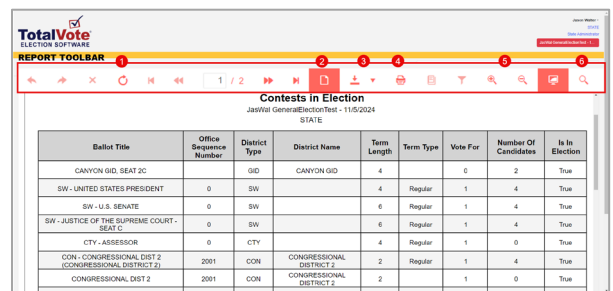 Jason Walter -
STATE
State Administrator
TotalVote
ELECTION SOFTWARE
JasWal GeneralElectionTest - 1...
REPORT TOOLBAR
1 2 3 4 5 6
1 / 2
Contests in Election
JasWal GeneralElectionTest - 11/5/2024
STATE
Ballot Title Office Sequence Number District Type District Name Term Length Term Type Vote For Number Of Candidates Is In Election
CANYON GID, SEAT 2C GID CANYON GID 4 0 2 True
SW - UNITED STATES PRESIDENT 0 SW 4 Regular 1 4 True
SW - U.S. SENATE 0 SW 6 Regular 1 4 True
SW - JUSTICE OF THE SUPREME COURT - SEAT C 0 SW 6 Regular 1 4 True
CTY - ASSESSOR 0 CTY 4 Regular 1 0 True
CON - CONGRESSIONAL DIST 2 (CONGRESSIONAL DISTRICT 2) 2001 CON CONGRESSIONAL DISTRICT 2 2 Regular 1 4 True
CONGRESSIONAL DIST 2 2001 CON CONGRESSIONAL DISTRICT 2 2 1 0 True